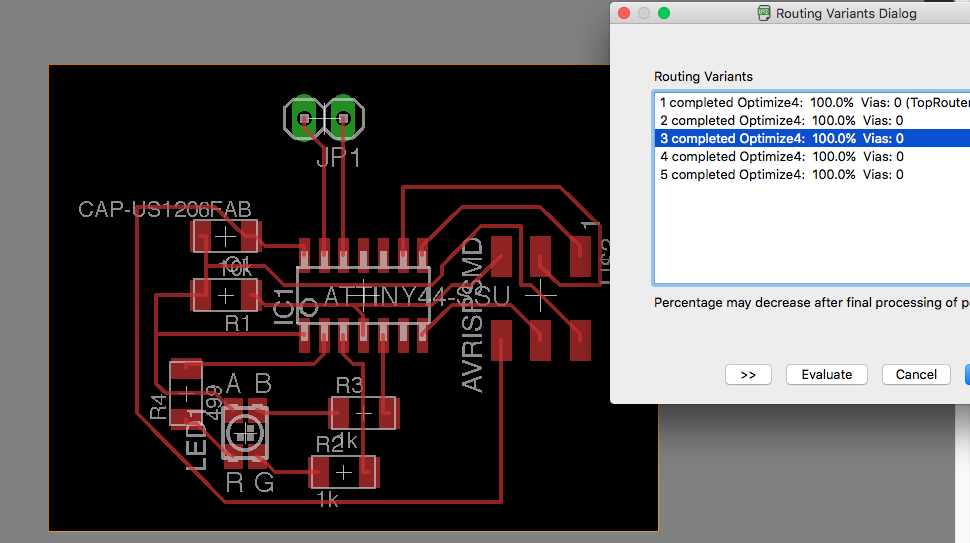 BRD Routing Variants Dialog
Routing Variants
1 completed Optimize4: 100.0% Vias: 0 (TopRouter
2 completed Optimize4: 100.0% Vias: 0
3 completed Optimize4: 100.0% Vias: 0
4 completed Optimize4: 100.0% Vias: 0
5 completed Optimize4: 100.0% Vias: 0
Percentage may decrease after final processing of p
>>
Evaluate
Cancel
JP1
CAP-US1206FAB
C1
10k
R1
IC1
ATTINY44-SSU
AVRISPSMD
1
R4
499
A B
LED1
R G
R3
1k
R2
1k